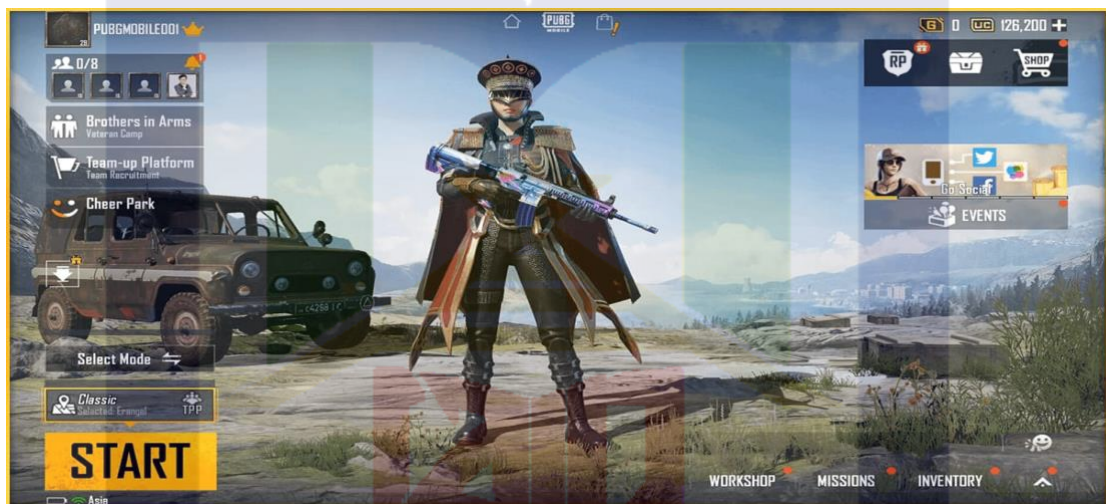 PUBGMOBILE001
PUBG
MOBILE
G 0 UC 126,200
28
0/8
RP
SHOP
Brothers in Arms
Veteran Camp
Team-up Platform
Team Recruitment
Cheer Park
Go Social
EVENTS
Select Mode
Classic
Selected: Erangel
TPP
START
WORKSHOP MISSIONS INVENTORY
Asia